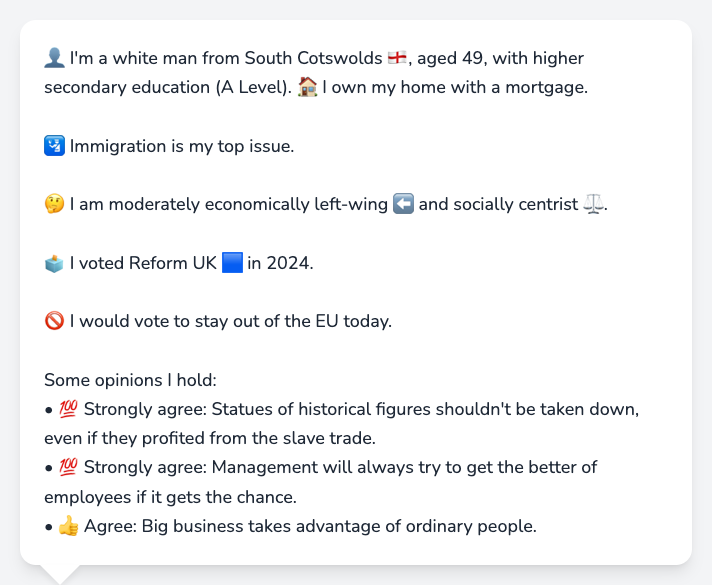 👤 I'm a white man from South Cotswolds 🏴󠁧󠁢󠁥󠁮󠁧󠁿, aged 49, with higher
secondary education (A Level). 🏠 I own my home with a mortgage.
🛂 Immigration is my top issue.
🤔 I am moderately economically left-wing ⬅️ and socially centrist ⚖️.
🗳️ I voted Reform UK 🟦 in 2024.
🚫 I would vote to stay out of the EU today.
Some opinions I hold:
• 💯 Strongly agree: Statues of historical figures shouldn't be taken down,
even if they profited from the slave trade.
• 💯 Strongly agree: Management will always try to get the better of
employees if it gets the chance.
• 👍 Agree: Big business takes advantage of ordinary people.